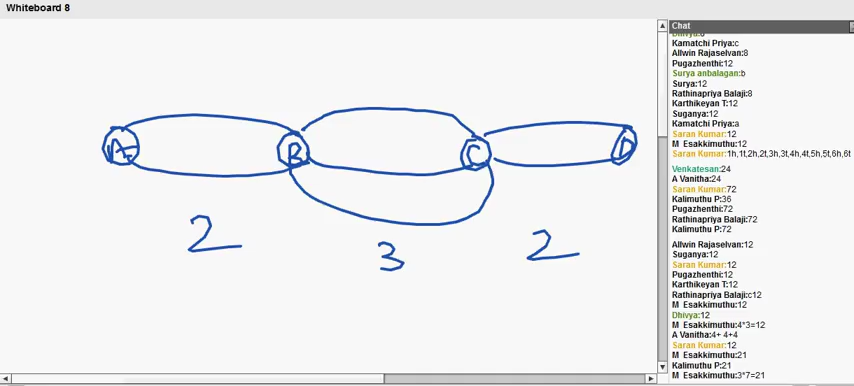 Whiteboard 8
A
B
C
D
2
3
2
Chat
Kamatchi Priya:c
Allwin Rajaselvan:8
Pugazhenthi:12
Surya anbalagan:b
Surya:12
Rathinapriya Balaji:8
Karthikeyan T:12
Suganya:12
Kamatchi Priya:a
Saran Kumar:12
M Esakkimuthu:12
Saran Kumar:1h,1t,2h,2t,3h,3t,4h,4t,5h,5t,6h,6t
Venkatesan:24
A Vanitha:24
Saran Kumar:72
Kalimuthu P:36
Pugazhenthi:72
Rathinapriya Balaji:72
Kalimuthu P:72
Allwin Rajaselvan:12
Suganya:12
Saran Kumar:12
Pugazhenthi:12
Karthikeyan T:12
Rathinapriya Balaji:c12
M Esakkimuthu:12
Dhivya:12
M Esakkimuthu:4*3=12
A Vanitha:4+ 4+4
Saran Kumar:12
M Esakkimuthu:21
Kalimuthu P:21
M Esakkimuthu:3*7=21